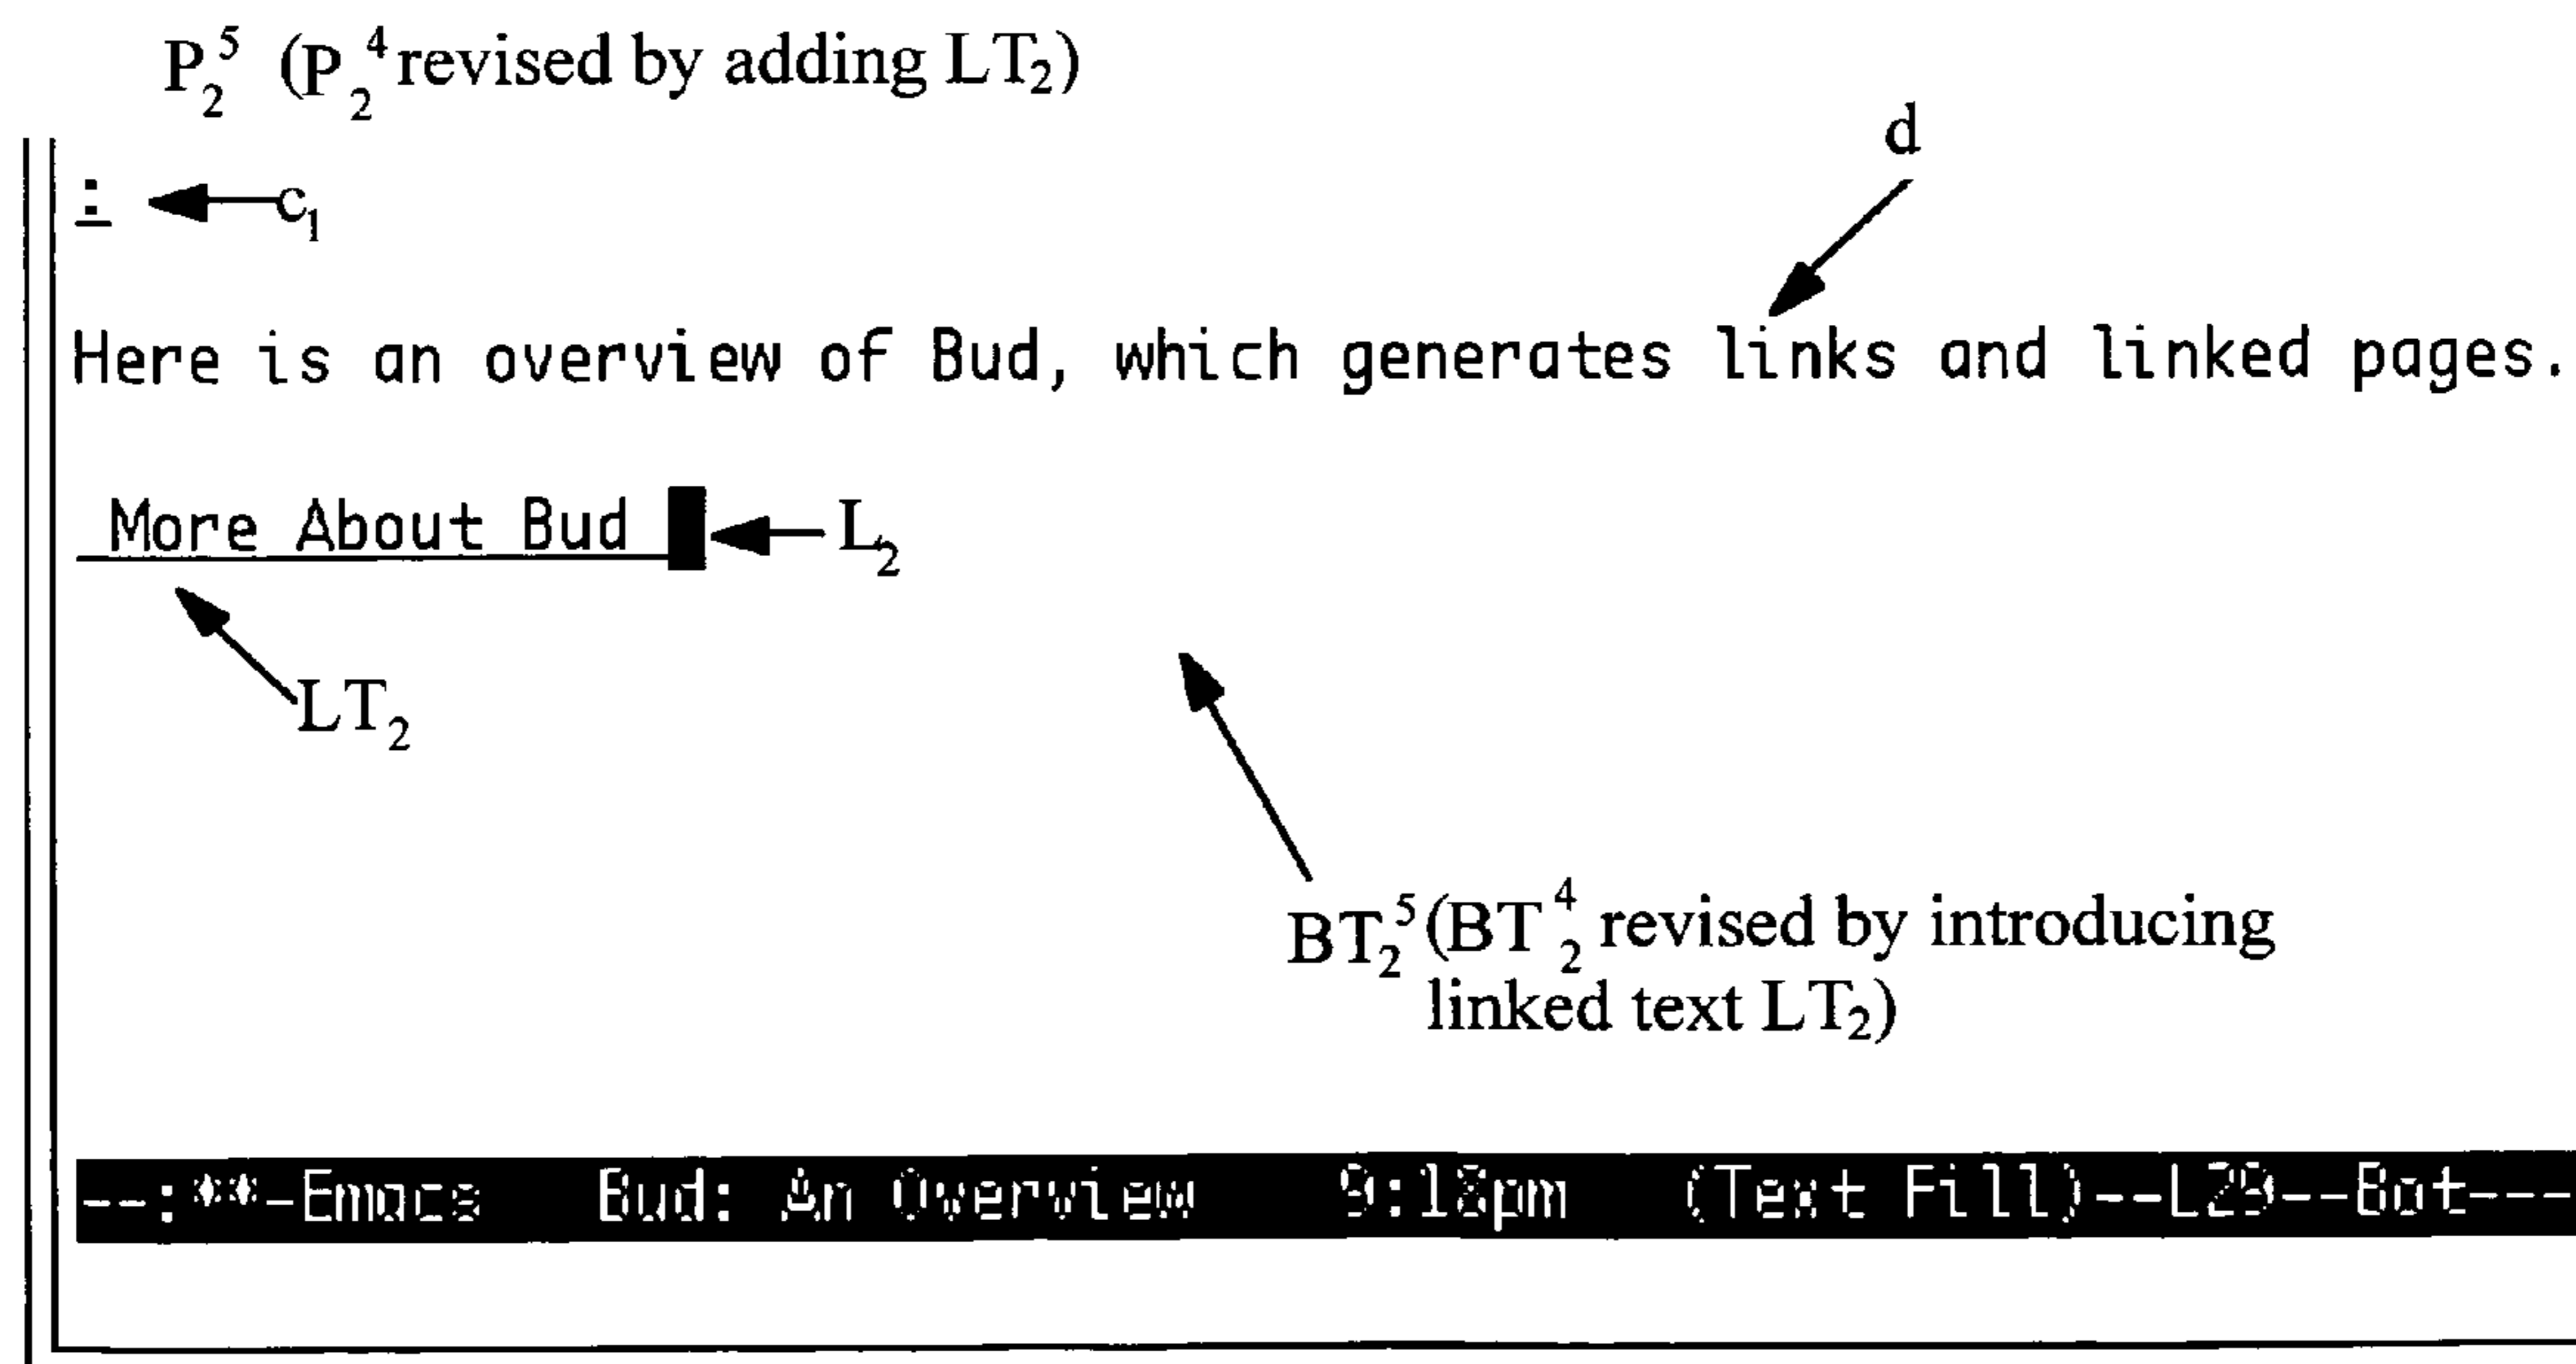 P₂⁵ (P₂⁴ revised by adding LT₂)
d
: c₁
Here is an overview of Bud, which generates links and linked pages.
More About Bud L₂
LT₂
BT₂⁵ (BT₂⁴ revised by introducing
linked text LT₂)
--:**-Emacs Bud: An Overview 9:18pm (Text Fill)--L29--Bot---